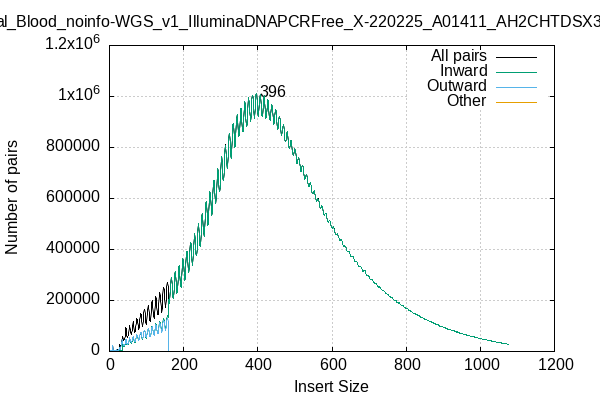 al_Blood_noinfo-WGS_v1_IlluminaDNAPCRFree_X-220225_A01411_AH2CHTDSX3
1.2x10^6
1x10^6
800000
600000
400000
200000
0
Number of pairs
396
All pairs
Inward
Outward
Other
0 200 400 600 800 1000 1200
Insert Size